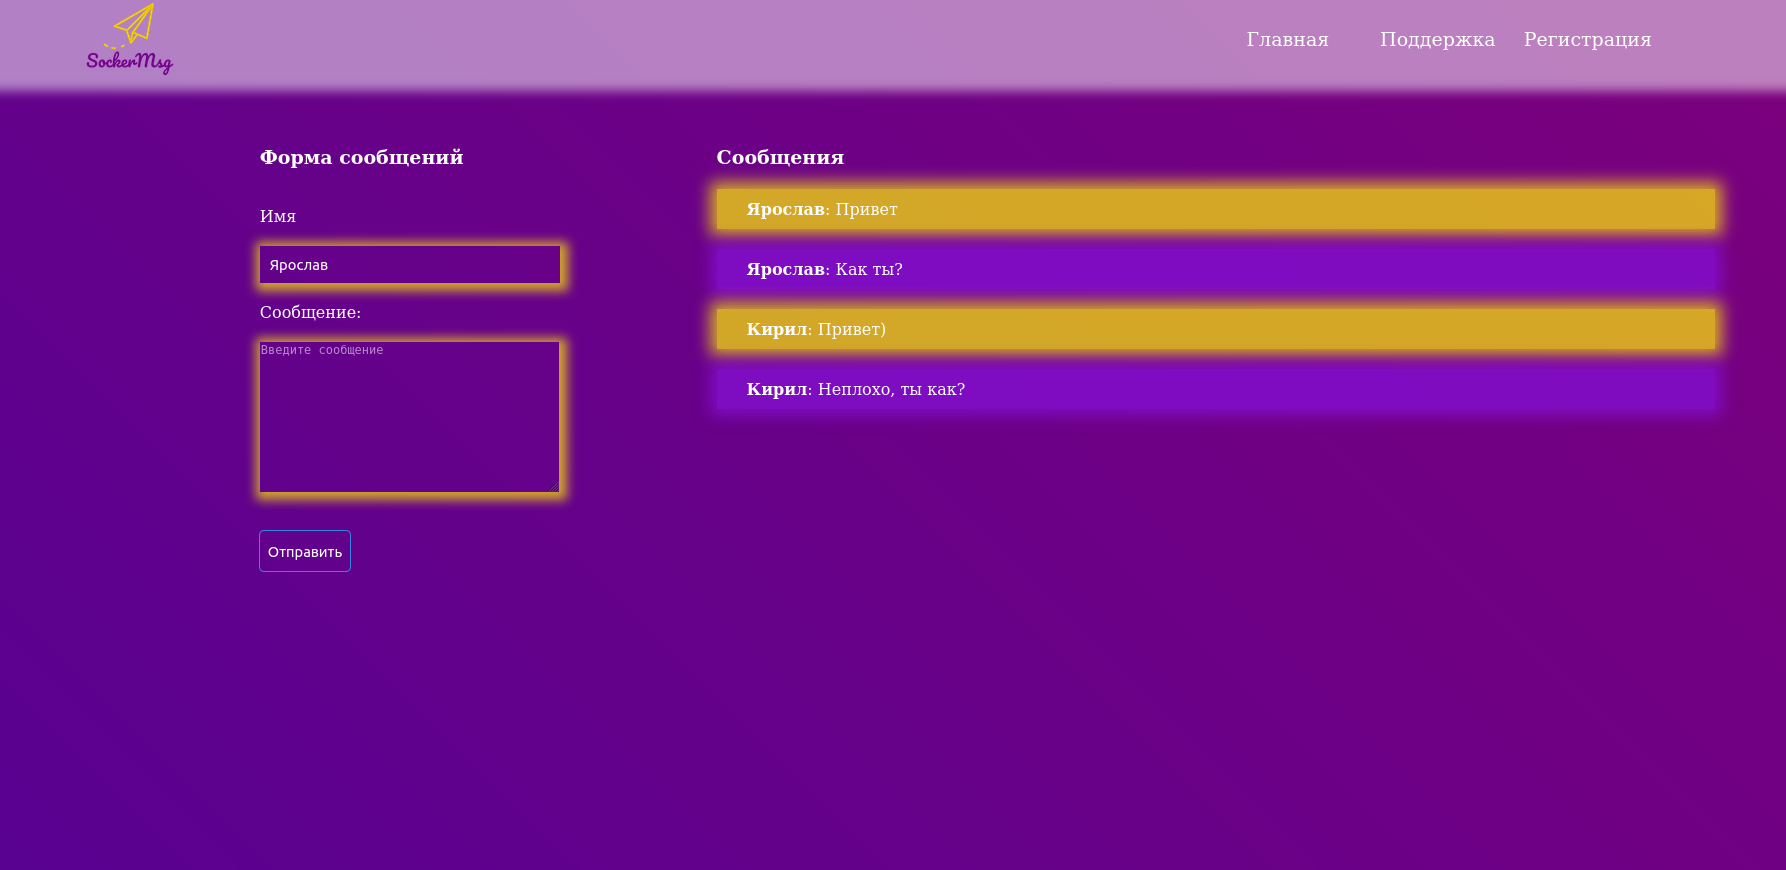 SockerMsg
Главная Поддержка Регистрация
Форма сообщений
Имя
Ярослав
Сообщение:
Введите сообщение
Отправить
Сообщения
Ярослав: Привет
Ярослав: Как ты?
Кирил: Привет)
Кирил: Неплохо, ты как?